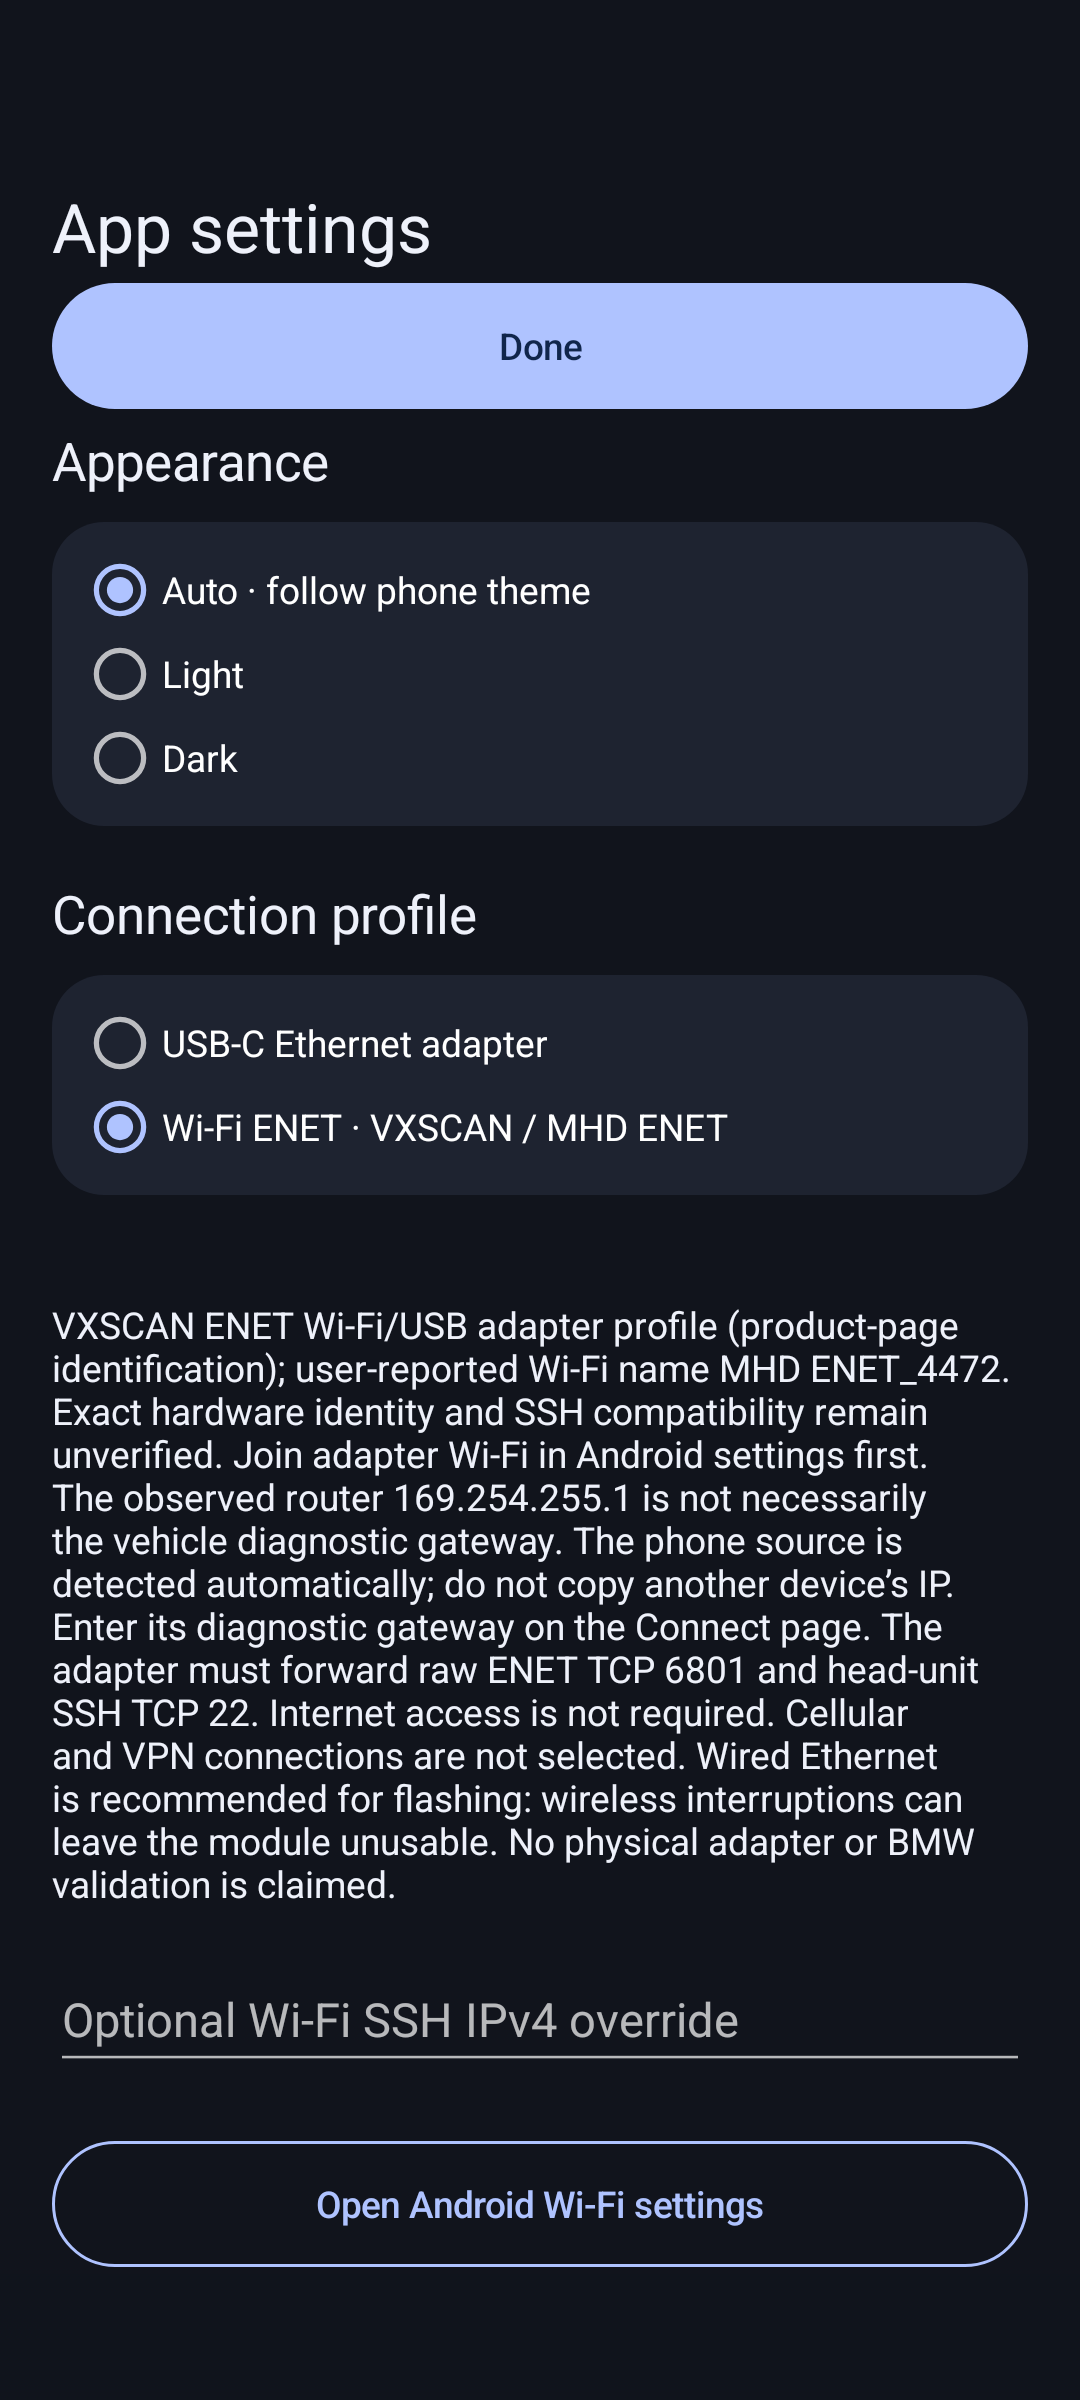 App settings
Done
Appearance
Auto · follow phone theme
Light
Dark
Connection profile
USB-C Ethernet adapter
Wi-Fi ENET · VXSCAN / MHD ENET
VXSCAN ENET Wi-Fi/USB adapter profile (product-page
identification); user-reported Wi-Fi name MHD ENET_4472.
Exact hardware identity and SSH compatibility remain
unverified. Join adapter Wi-Fi in Android settings first.
The observed router 169.254.255.1 is not necessarily
the vehicle diagnostic gateway. The phone source is
detected automatically; do not copy another device’s IP.
Enter its diagnostic gateway on the Connect page. The
adapter must forward raw ENET TCP 6801 and head-unit
SSH TCP 22. Internet access is not required. Cellular
and VPN connections are not selected. Wired Ethernet
is recommended for flashing: wireless interruptions can
leave the module unusable. No physical adapter or BMW
validation is claimed.
Optional Wi-Fi SSH IPv4 override
Open Android Wi-Fi settings